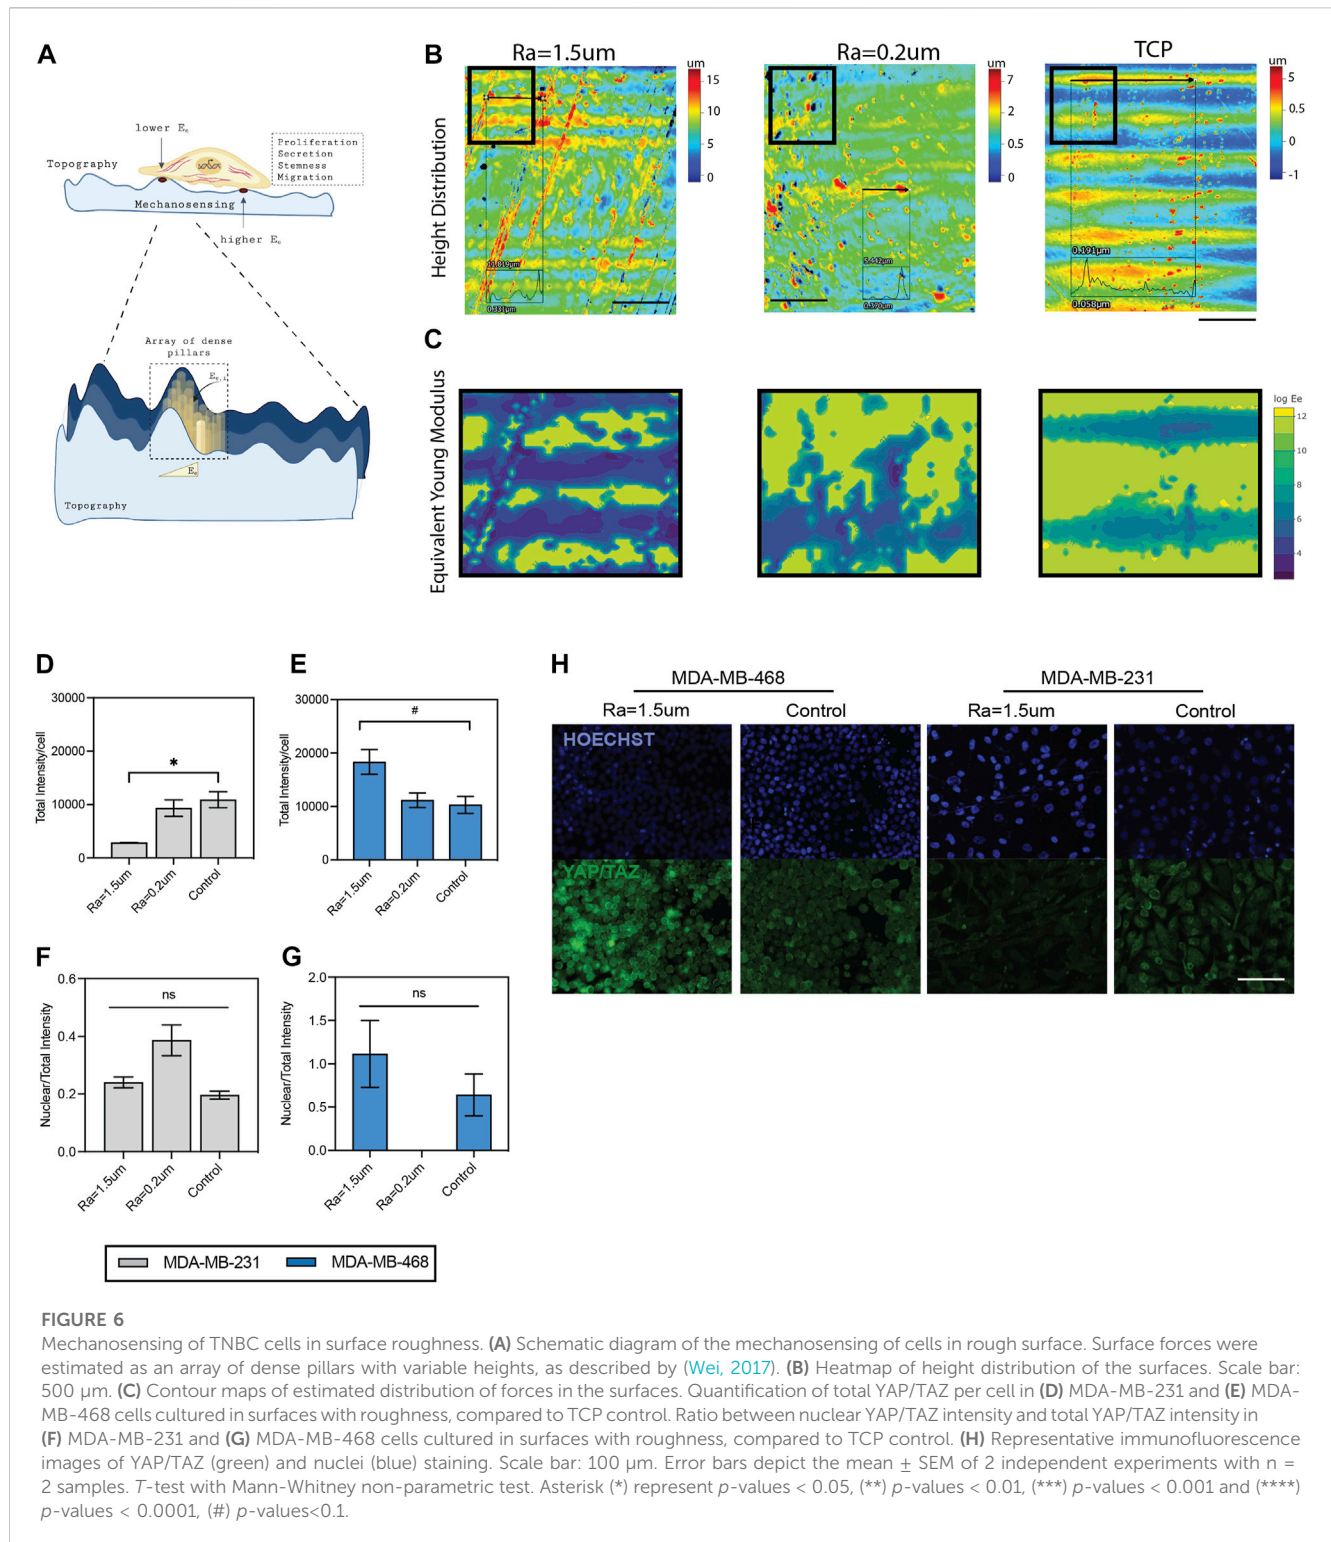 A
lower Eₑ
Proliferation
Secretion
Stemness
Migration
Topography
Mechanosensing
higher Eₑ
Array of dense
pillars
Topography
B
Ra=1.5um
Ra=0.2um
TCP
Height Distribution
um
15
10
5
0
11.819µm
0.331µm
um
7
2
0.5
0
5.442µm
0.370µm
um
5
0.5
0
-1
0.191µm
0.058µm
C
Equivalent Young Modulus
log Ee
12
10
8
6
4
D
30000
20000
10000
0
Total Intensity/cell
*
Ra=1.5um
Ra=0.2um
Control
E
30000
20000
10000
0
Total Intensity/cell
#
Ra=1.5um
Ra=0.2um
Control
F
0.6
0.4
0.2
0.0
Nuclear/Total Intensity
ns
Ra=1.5um
Ra=0.2um
Control
G
2.0
1.5
1.0
0.5
0.0
Nuclear/Total Intensity
ns
Ra=1.5um
Ra=0.2um
Control
MDA-MB-231
MDA-MB-468
H
MDA-MB-468
MDA-MB-231
Ra=1.5um
Control
Ra=1.5um
Control
HOECHST
YAP/TAZ
FIGURE 6
Mechanosensing of TNBC cells in surface roughness. (A) Schematic diagram of the mechanosensing of cells in rough surface. Surface forces were
estimated as an array of dense pillars with variable heights, as described by (Wei, 2017). (B) Heatmap of height distribution of the surfaces. Scale bar:
500 µm. (C) Contour maps of estimated distribution of forces in the surfaces. Quantification of total YAP/TAZ per cell in (D) MDA-MB-231 and (E) MDA-
MB-468 cells cultured in surfaces with roughness, compared to TCP control. Ratio between nuclear YAP/TAZ intensity and total YAP/TAZ intensity in
(F) MDA-MB-231 and (G) MDA-MB-468 cells cultured in surfaces with roughness, compared to TCP control. (H) Representative immunofluorescence
images of YAP/TAZ (green) and nuclei (blue) staining. Scale bar: 100 µm. Error bars depict the mean ± SEM of 2 independent experiments with n =
2 samples. T-test with Mann-Whitney non-parametric test. Asterisk (*) represent p-values < 0.05, (**) p-values < 0.01, (***) p-values < 0.001 and (****)
p-values < 0.0001, (#) p-values<0.1.